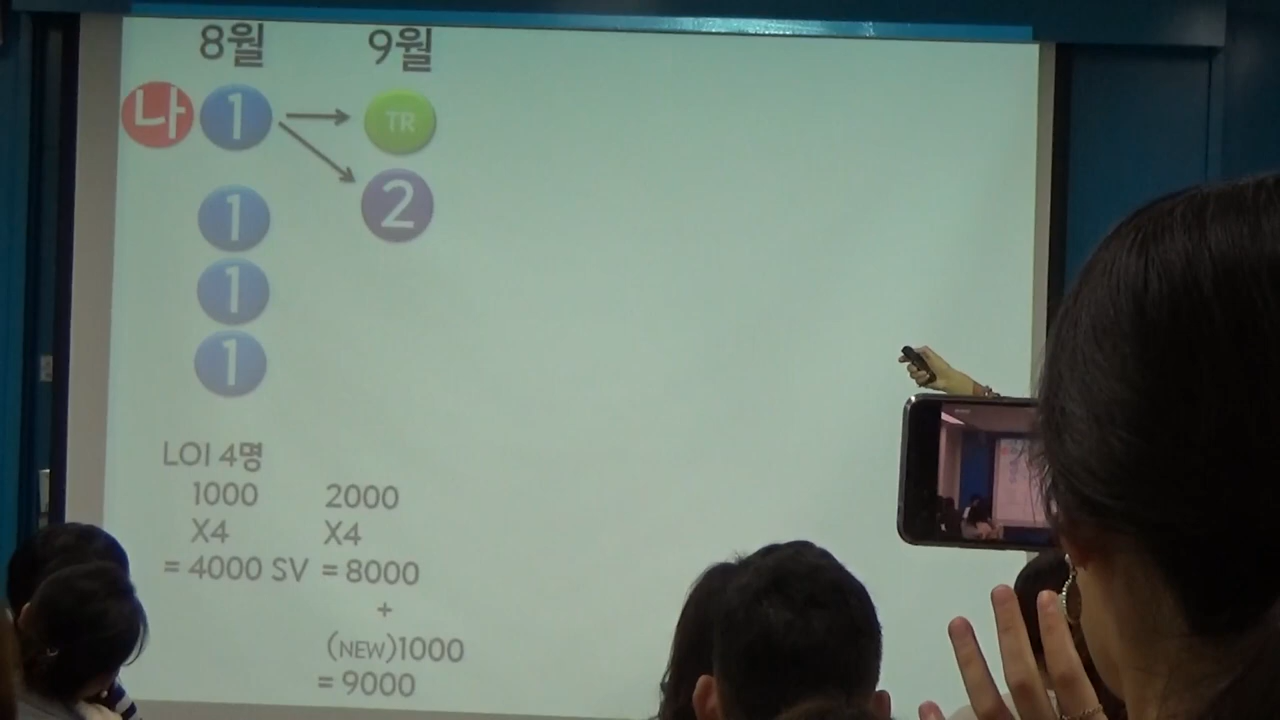 8월 9월
나 1 TR
2
1
1
1
LOI 4명
1000 2000
X4 X4
= 4000 SV = 8000
+
(NEW)1000
= 9000